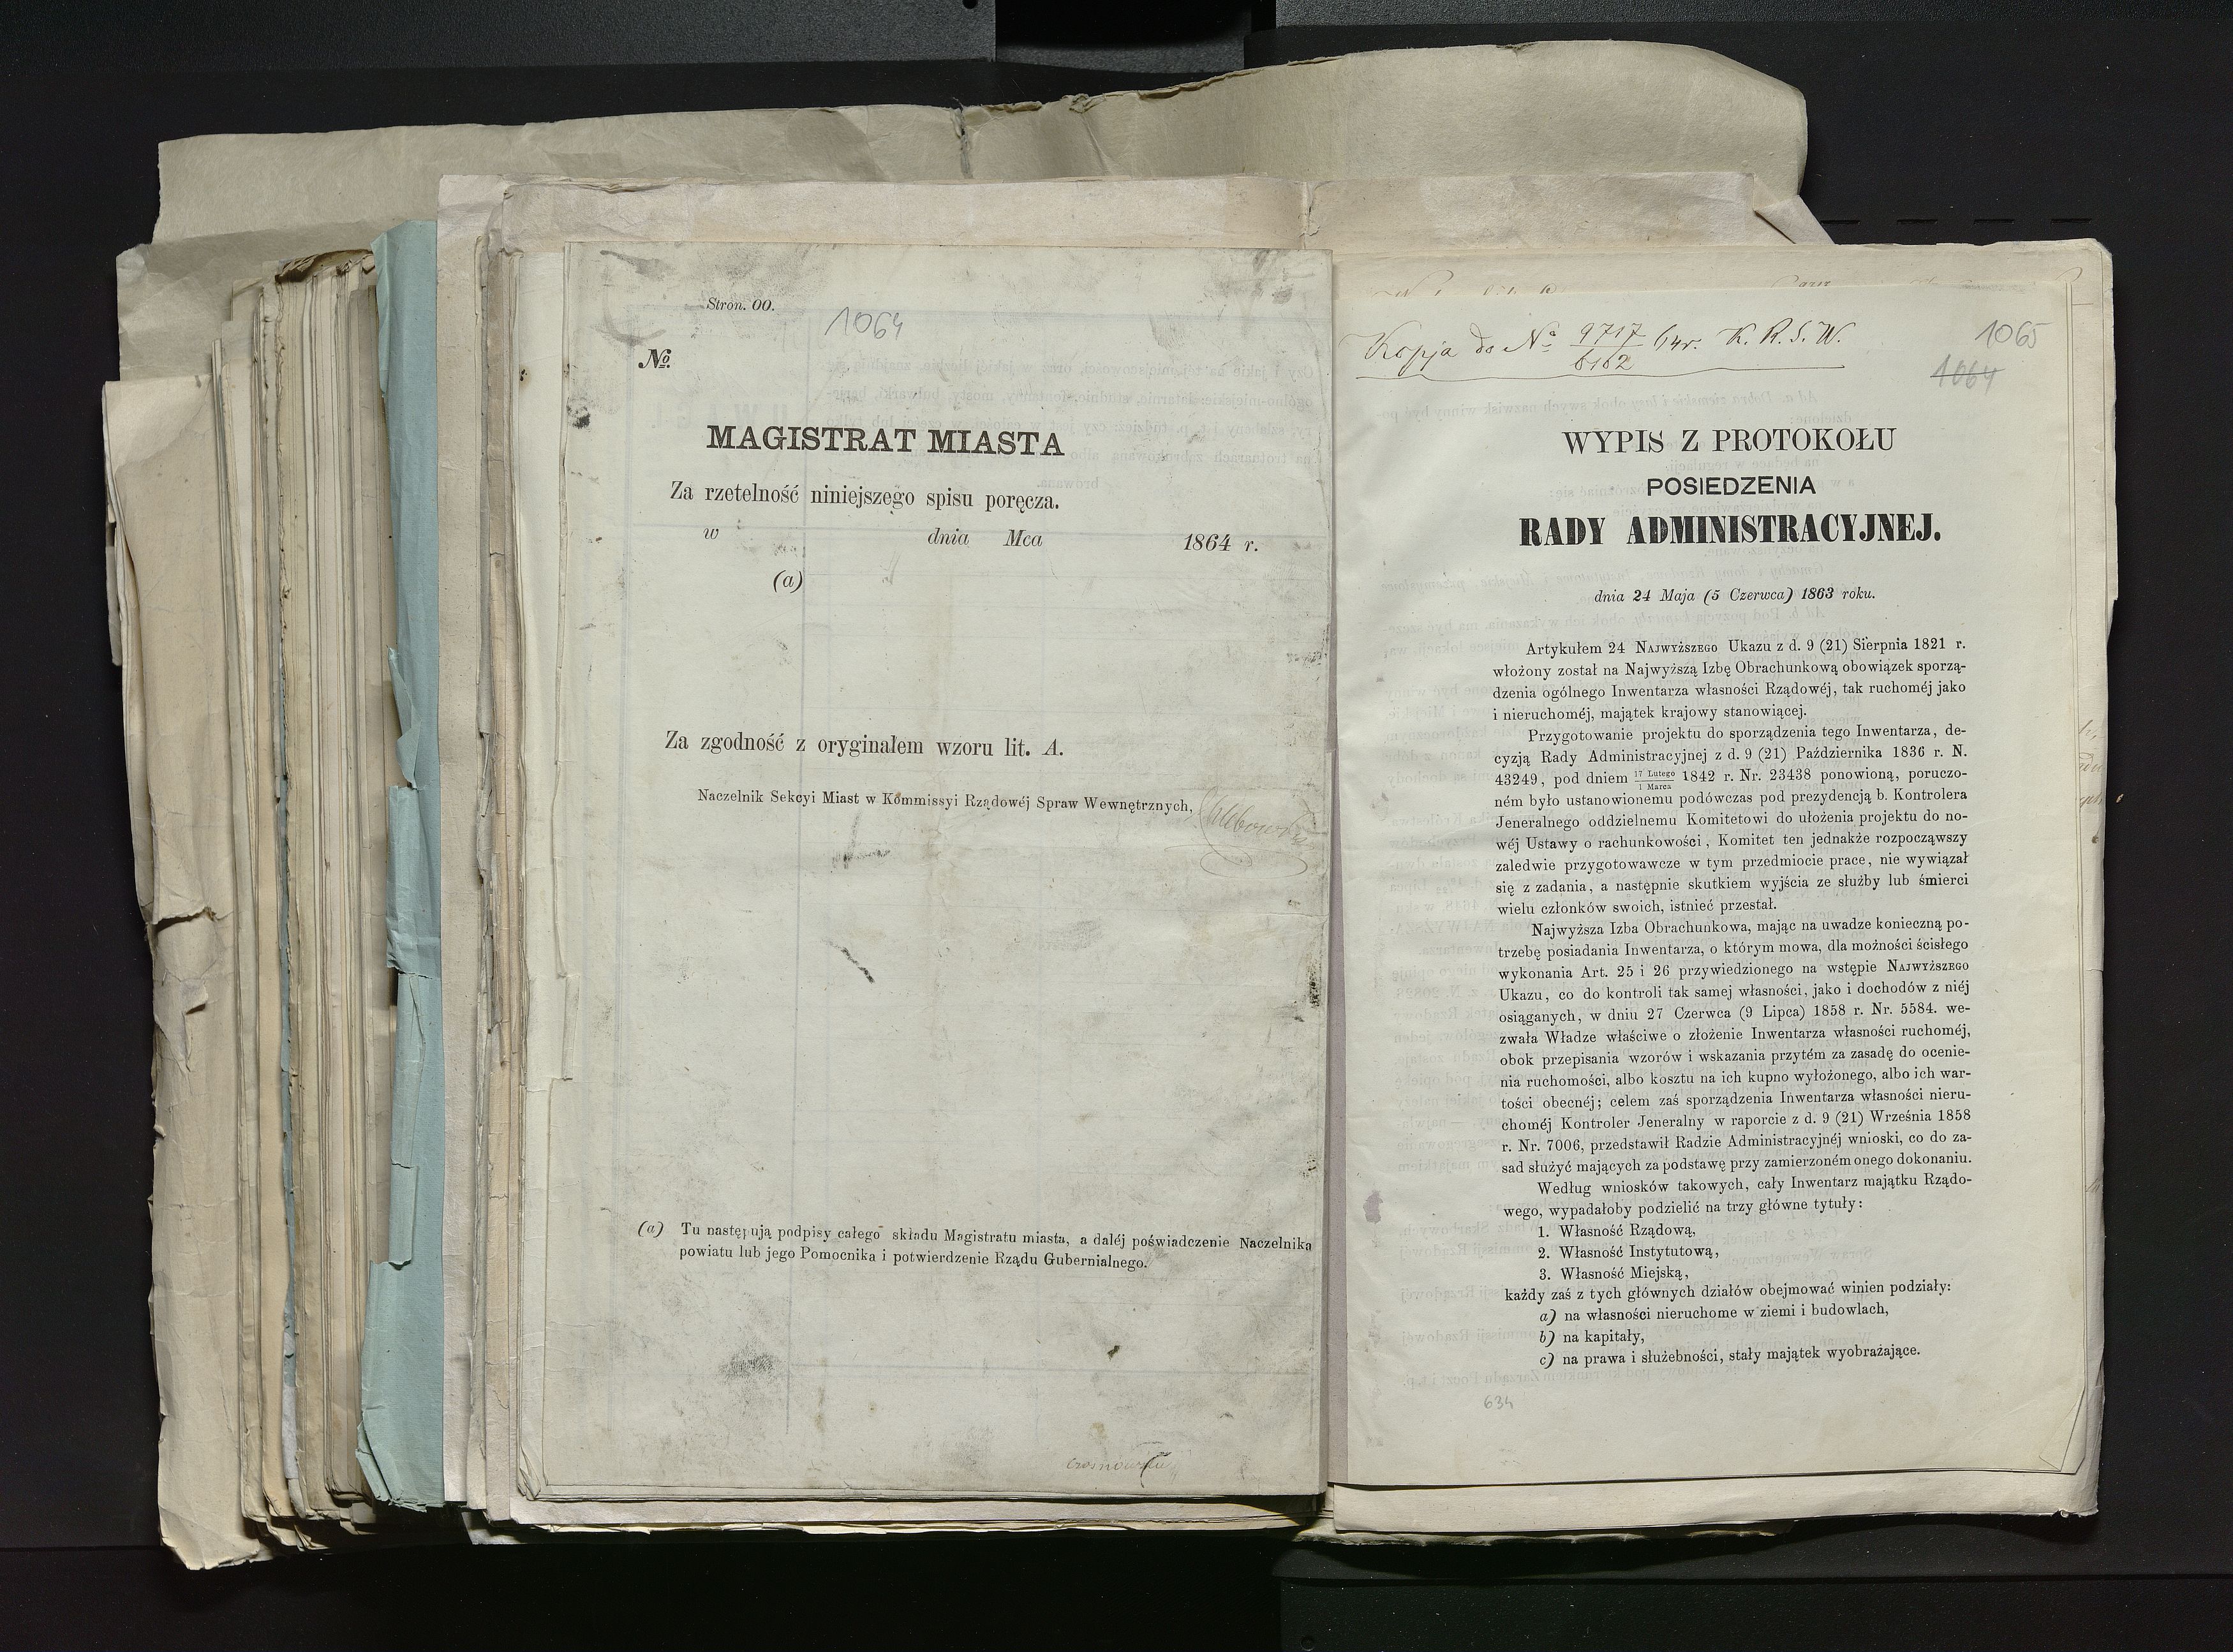 Stron. 00.
1064
№.
MAGISTRAT MIASTA
Za rzetelność niniejszego spisu poręcza.
w dnia Mca 1864 r.
(a)
Za zgodność z oryginałem wzoru lit. A.
Naczelnik Sekcyi Miast w Kommissyi Rządowéj Spraw Wewnętrznych,
(a) Tu następują podpisy całego składu Magistratu miasta, a daléj poświadczenie Naczelnika
powiatu lub jego Pomocnika i potwierdzenie Rządu Gubernialnego.
Kopja do № 9717/6162 64r. K. R. S. W.
1065
1064
WYPIS Z PROTOKOŁU
POSIEDZENIA
RADY ADMINISTRACYJNEJ.
dnia 24 Maja (5 Czerwca) 1863 roku.
Artykułem 24 NAJWYŻSZEGO Ukazu z d. 9 (21) Sierpnia 1821 r.
włożony został na Najwyższą Izbę Obrachunkową obowiązek sporzą-
dzenia ogólnego Inwentarza własności Rządowéj, tak ruchoméj jako
i nieruchoméj, majątek krajowy stanowiącej.
Przygotowanie projektu do sporządzenia tego Inwentarza, de-
cyzją Rady Administracyjnej z d. 9 (21) Października 1836 r. N.
43249, pod dniem 17 Lutego/1 Marca 1842 r. Nr. 23438 ponowioną, poruczo-
ném było ustanowionemu podówczas pod prezydencją b. Kontrolera
Jeneralnego oddzielnemu Komitetowi do ułożenia projektu do no-
wéj Ustawy o rachunkowości, Komitet ten jednakże rozpocząwszy
zaledwie przygotowawcze w tym przedmiocie prace, nie wywiązał
się z zadania, a następnie skutkiem wyjścia ze służby lub śmierci
wielu członków swoich, istnieć przestał.
Najwyższa Izba Obrachunkowa, mając na uwadze konieczną po-
trzebę posiadania Inwentarza, o którym mowa, dla możności ścisłego
wykonania Art. 25 i 26 przywiedzionego na wstępie NAJWYŻSZEGO
Ukazu, co do kontroli tak samej własności, jako i dochodów z niéj
osiąganych, w dniu 27 Czerwca (9 Lipca) 1858 r. Nr. 5584. we-
zwała Władze właściwe o złożenie Inwentarza własności ruchoméj,
obok przepisania wzorów i wskazania przytém za zasadę do ocenie-
nia ruchomości, albo kosztu na ich kupno wyłożonego, albo ich war-
tości obecnéj; celem zaś sporządzenia Inwentarza własności nieru-
choméj Kontroler Jeneralny w raporcie z d. 9 (21) Września 1858
r. Nr. 7006, przedstawił Radzie Administracyjnéj wnioski, co do za-
sad służyć mających za podstawę przy zamierzoném onego dokonaniu.
Według wniosków takowych, cały Inwentarz majątku Rządo-
wego, wypadałoby podzielić na trzy główne tytuły:
1. Własność Rządową,
2. Własność Instytutową,
3. Własność Miejską,
każdy zaś z tych głównych działów obejmować winien podziały:
a) na własności nieruchome w ziemi i budowlach,
b) na kapitały,
c) na prawa i służebności, stały majątek wyobrażające.
634